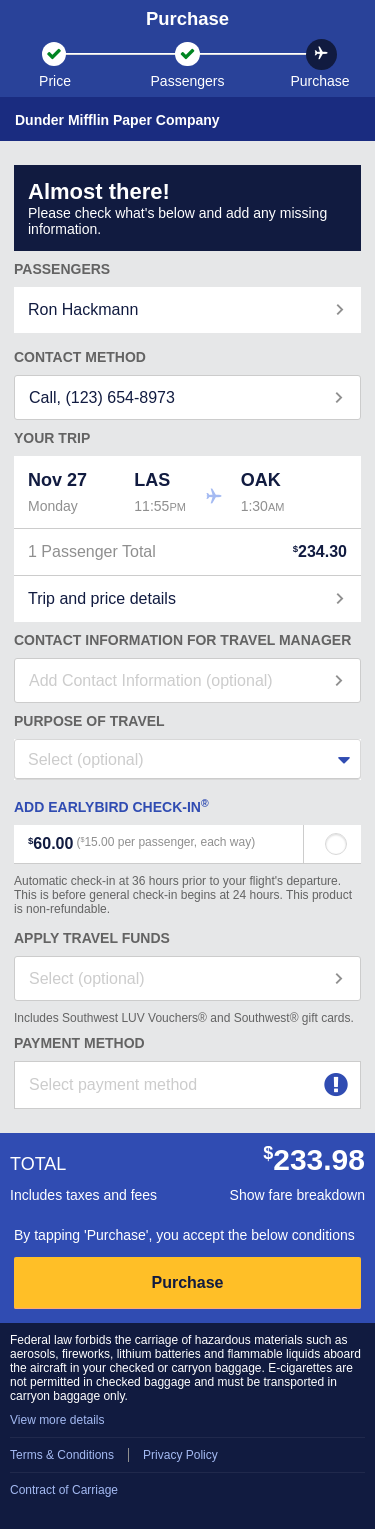 Purchase
Price
Passengers
Purchase
Dunder Mifflin Paper Company
Almost there!
Please check what's below and add any missing
information.
PASSENGERS
Ron Hackmann
CONTACT METHOD
Call, (123) 654-8973
YOUR TRIP
Nov 27 LAS OAK
Monday 11:55PM 1:30AM
1 Passenger Total $234.30
Trip and price details
CONTACT INFORMATION FOR TRAVEL MANAGER
Add Contact Information (optional)
PURPOSE OF TRAVEL
Select (optional)
ADD EARLYBIRD CHECK-IN®
$60.00 ($15.00 per passenger, each way)
Automatic check-in at 36 hours prior to your flight's departure.
This is before general check-in begins at 24 hours. This product
is non-refundable.
APPLY TRAVEL FUNDS
Select (optional)
Includes Southwest LUV Vouchers® and Southwest® gift cards.
PAYMENT METHOD
Select payment method
TOTAL $233.98
Includes taxes and fees Show fare breakdown
By tapping 'Purchase', you accept the below conditions
Purchase
Federal law forbids the carriage of hazardous materials such as
aerosols, fireworks, lithium batteries and flammable liquids aboard
the aircraft in your checked or carryon baggage. E-cigarettes are
not permitted in checked baggage and must be transported in
carryon baggage only.
View more details
Terms & Conditions Privacy Policy
Contract of Carriage